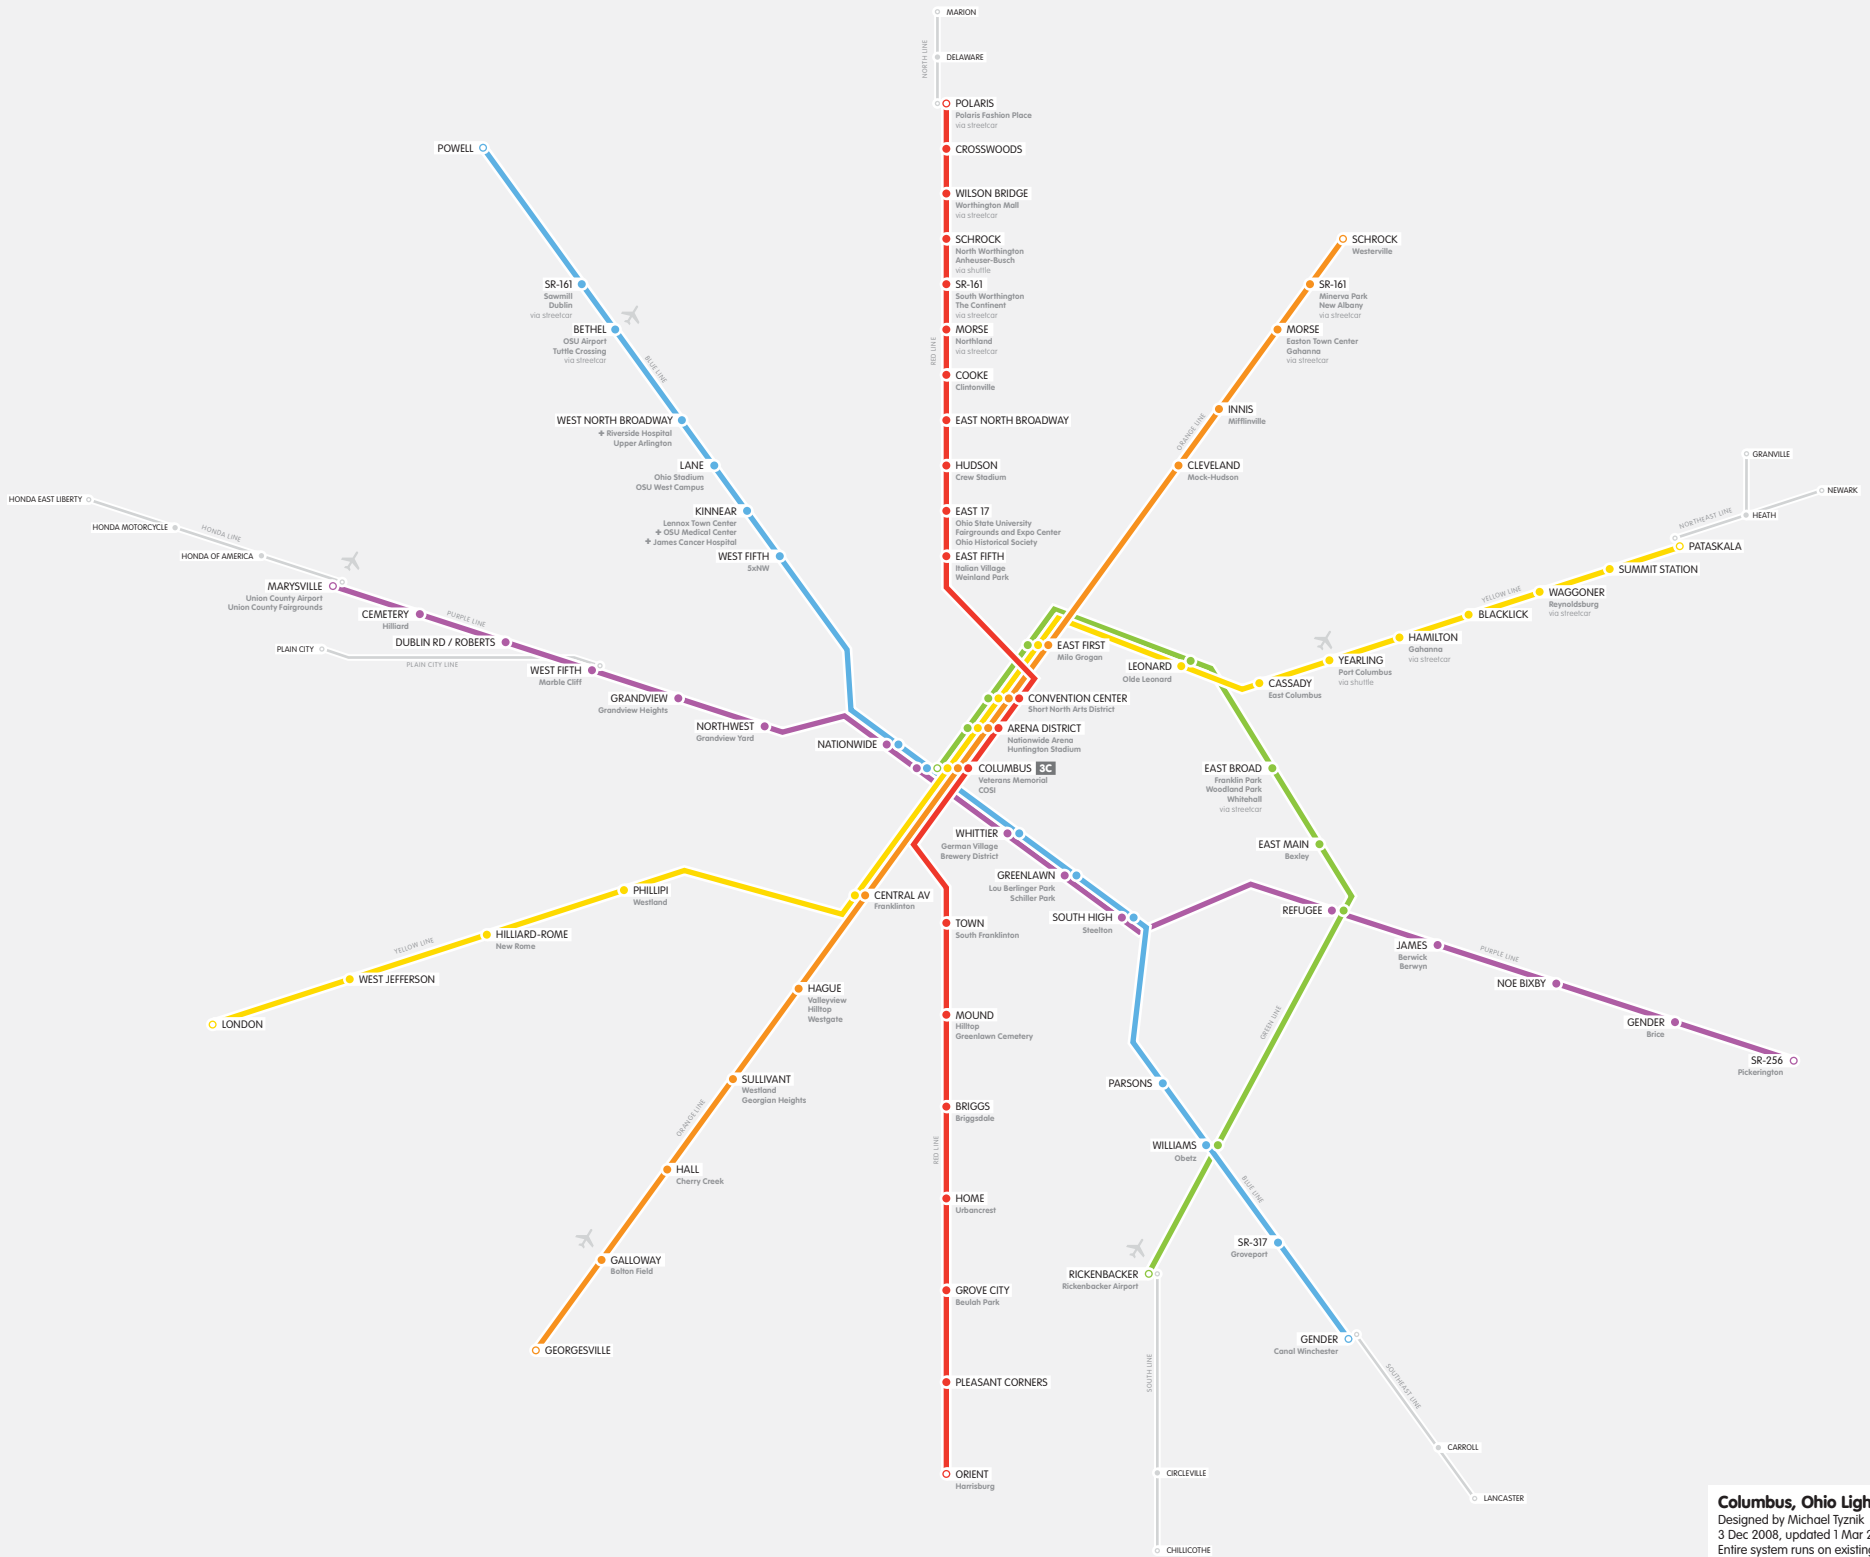 MARION
NORTH LINE
DELAWARE
POLARIS
Polaris Fashion Place
via streetcar
CROSSWOODS
WILSON BRIDGE
Worthington Mall
via streetcar
SCHROCK
North Worthington
Anheuser-Busch
via shuttle
SR-161
South Worthington
The Continent
via streetcar
MORSE
Northland
via streetcar
RED LINE
COOKE
Clintonville
EAST NORTH BROADWAY
HUDSON
Crew Stadium
EAST 17
Ohio State University
Fairgrounds and Expo Center
Ohio Historical Society
EAST FIFTH
Italian Village
Weinland Park
POWELL
SR-161
Sawmill
Dublin
via streetcar
BETHEL
OSU Airport
Tuttle Crossing
via streetcar
BLUE LINE
WEST NORTH BROADWAY
+ Riverside Hospital
Upper Arlington
LANE
Ohio Stadium
OSU West Campus
KINNEAR
Lennox Town Center
+ OSU Medical Center
+ James Cancer Hospital
WEST FIFTH
5xNW
SCHROCK
Westerville
SR-161
Minerva Park
New Albany
via streetcar
MORSE
Easton Town Center
Gahanna
via streetcar
INNIS
Mifflinville
ORANGE LINE
CLEVELAND
Mock-Hudson
HONDA EAST LIBERTY
HONDA MOTORCYCLE
HONDA LINE
HONDA OF AMERICA
MARYSVILLE
Union County Airport
Union County Fairgrounds
CEMETERY
Hilliard
PURPLE LINE
DUBLIN RD / ROBERTS
PLAIN CITY
PLAIN CITY LINE
WEST FIFTH
Marble Cliff
GRANDVIEW
Grandview Heights
NORTHWEST
Grandview Yard
NATIONWIDE
GRANVILLE
NEWARK
NORTHEAST LINE
HEATH
PATASKALA
SUMMIT STATION
YELLOW LINE
WAGGONER
Reynoldsburg
via streetcar
BLACKLICK
HAMILTON
Gahanna
via streetcar
YEARLING
Port Columbus
via shuttle
CASSADY
East Columbus
LEONARD
Olde Leonard
EAST FIRST
Milo Grogan
CONVENTION CENTER
Short North Arts District
ARENA DISTRICT
Nationwide Arena
Huntington Stadium
COLUMBUS 3C
Veterans Memorial
COSI
EAST BROAD
Franklin Park
Woodland Park
Whitehall
via streetcar
EAST MAIN
Bexley
WHITTIER
German Village
Brewery District
GREENLAWN
Lou Berlinger Park
Schiller Park
SOUTH HIGH
Steelton
REFUGEE
JAMES
Berwick
Berwyn
PURPLE LINE
NOE BIXBY
GENDER
Brice
SR-256
Pickerington
PHILLIPI
Westland
CENTRAL AV
Franklinton
HILLIARD-ROME
New Rome
YELLOW LINE
WEST JEFFERSON
LONDON
TOWN
South Franklinton
HAGUE
Valleyview
Hilltop
Westgate
MOUND
Hilltop
Greenlawn Cemetery
SULLIVANT
Westland
Georgian Heights
ORANGE LINE
BRIGGS
Briggsdale
RED LINE
HALL
Cherry Creek
HOME
Urbancrest
GALLOWAY
Bolton Field
GROVE CITY
Beulah Park
GEORGESVILLE
PLEASANT CORNERS
ORIENT
Harrisburg
GREEN LINE
PARSONS
WILLIAMS
Obetz
BLUE LINE
SR-317
Groveport
RICKENBACKER
Rickenbacker Airport
GENDER
Canal Winchester
SOUTH LINE
SOUTHEAST LINE
CARROLL
CIRCLEVILLE
LANCASTER
CHILLICOTHE
Columbus, Ohio Ligh
Designed by Michael Tyznik
3 Dec 2008, updated 1 Mar 2
Entire system runs on existing